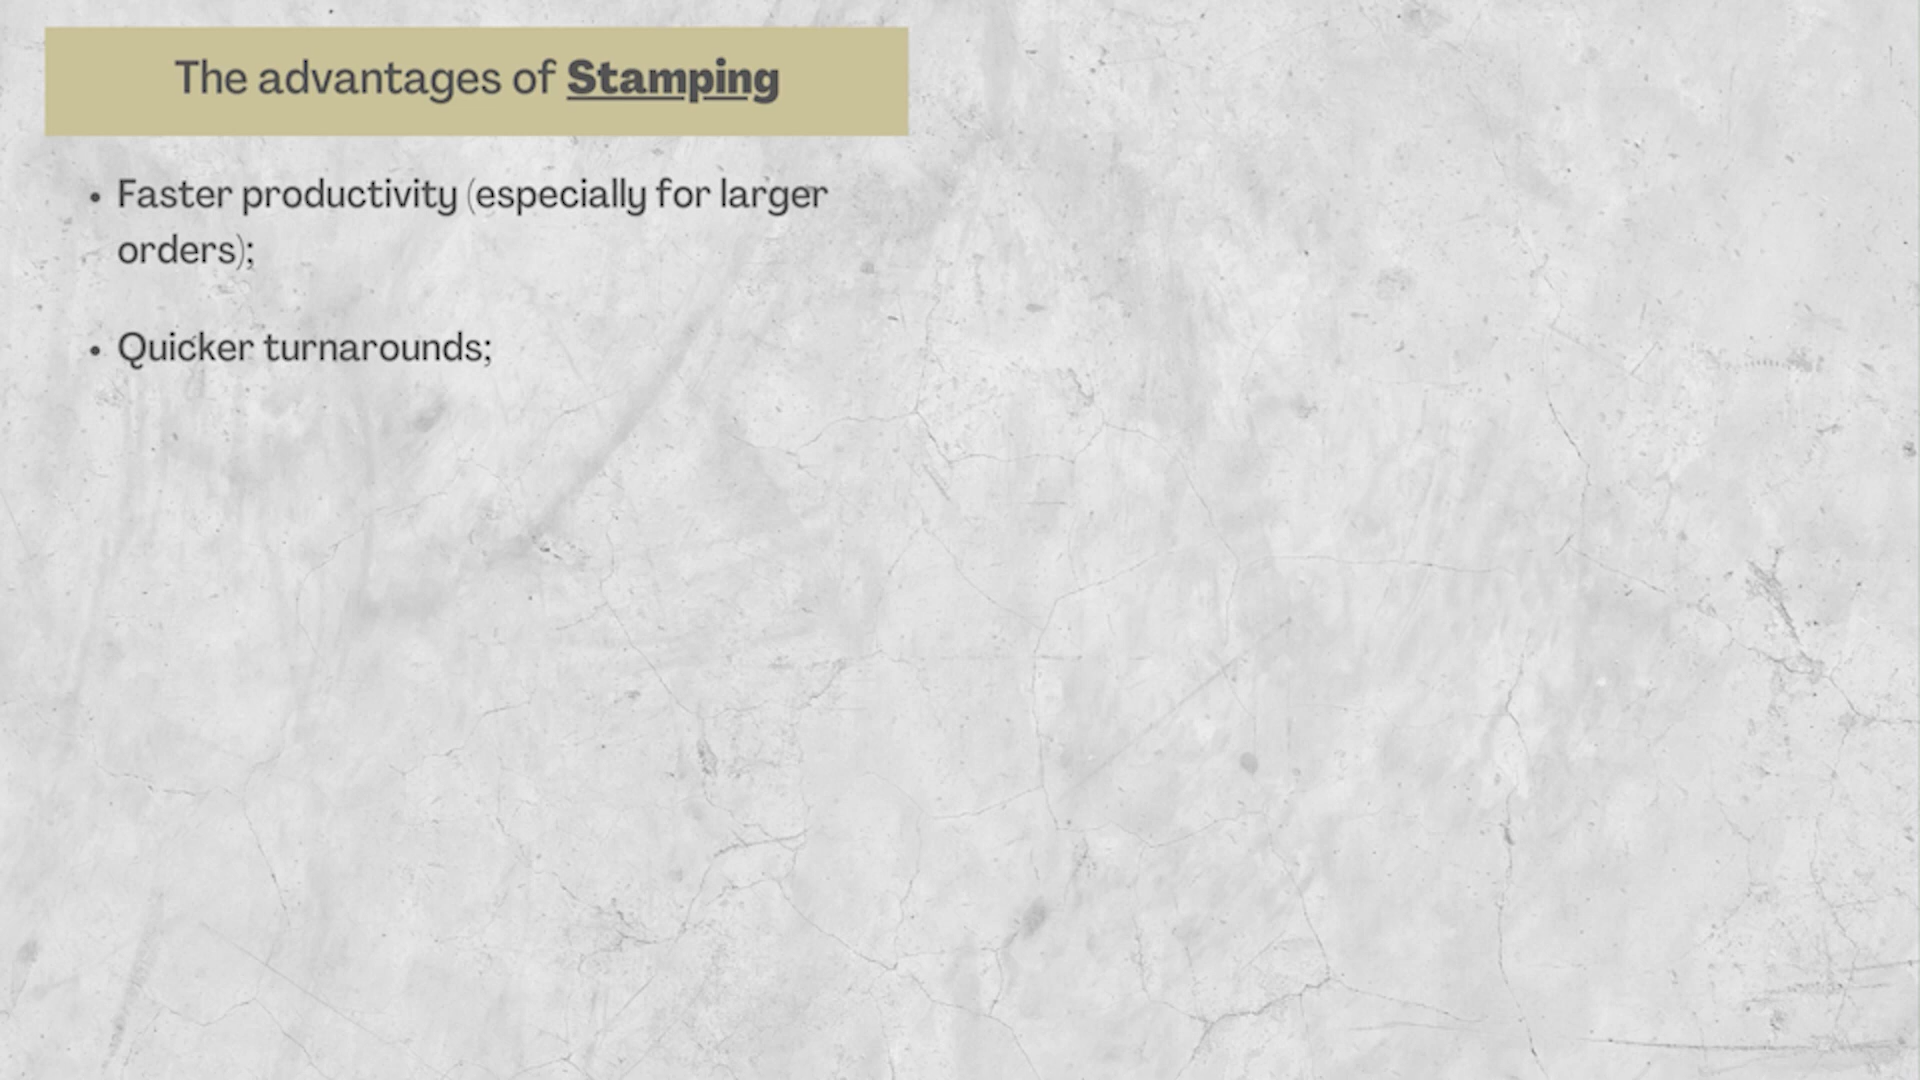 The advantages of Stamping
• Faster productivity (especially for larger
orders);
• Quicker turnarounds;